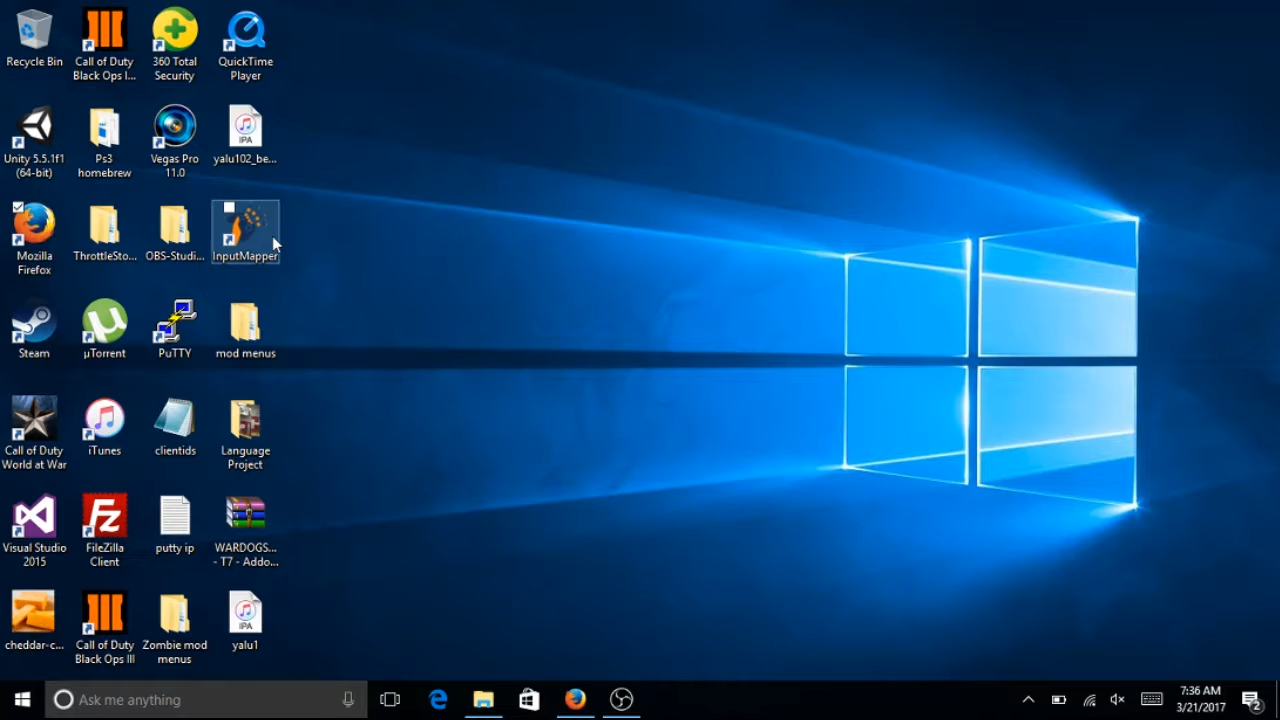 Recycle Bin
Call of Duty
Black Ops I...
360 Total
Security
QuickTime
Player
Unity 5.5.1f1
(64-bit)
Ps3
homebrew
Vegas Pro
11.0
IPA
yalu102_be...
Mozilla
Firefox
ThrottleSto...
OBS-Studi...
InputMapper
Steam
µ
µTorrent
PuTTY
mod menus
Call of Duty
World at War
iTunes
clientids
Language
Project
Visual Studio
2015
Fz
FileZilla
Client
putty ip
WARDOGS...
- T7 - Addo...
cheddar-c...
Call of Duty
Black Ops III
Zombie mod
menus
IPA
yalu1
Ask me anything
7:36 AM
3/21/2017
2